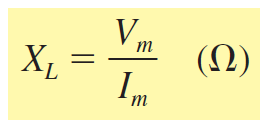 X_L = V_m / I_m (Ω)